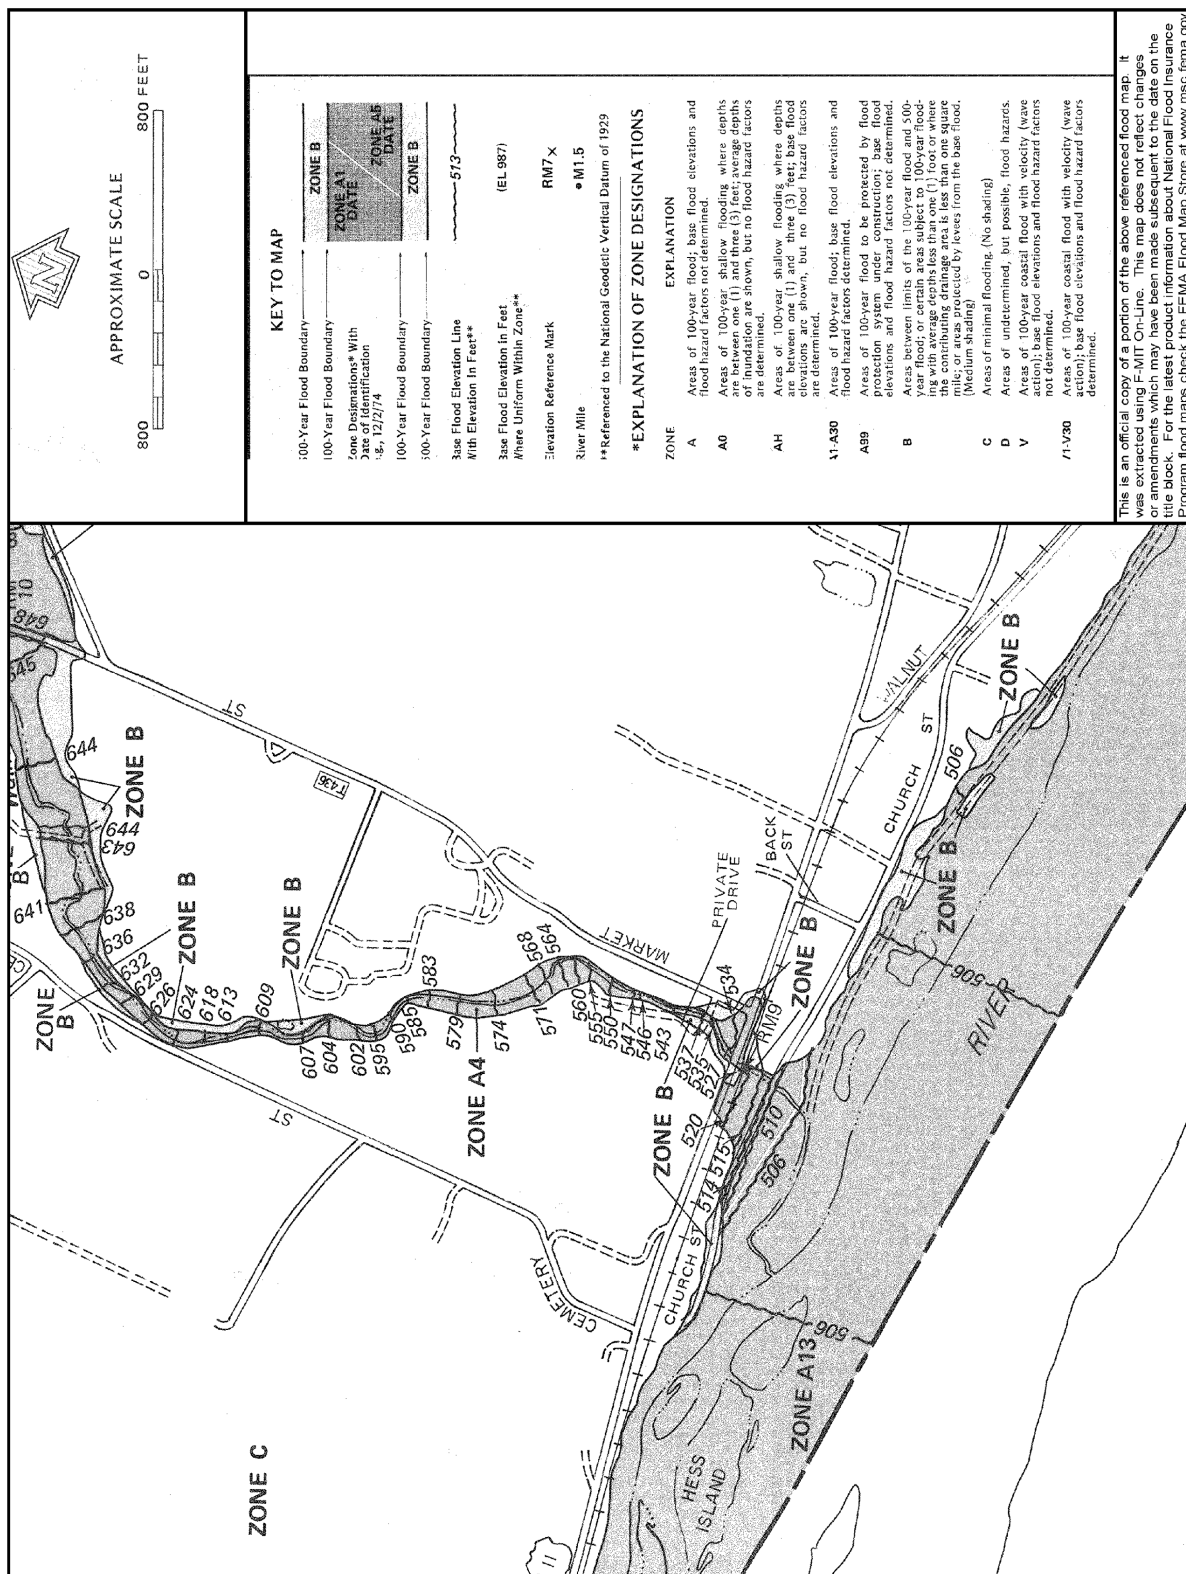 APPROXIMATE SCALE
800 0 800 FEET
N
KEY TO MAP
500-Year Flood Boundary
ZONE B
100-Year Flood Boundary
Zone Designations* With
Date of Identification
e.g., 12/2/74
ZONE A1
DATE
ZONE A5
DATE
100-Year Flood Boundary
ZONE B
500-Year Flood Boundary
Base Flood Elevation Line
With Elevation In Feet**
513
Base Flood Elevation in Feet
Where Uniform Within Zone**
(EL 987)
Elevation Reference Mark
RM7×
River Mile
•M1.5
**Referenced to the National Geodetic Vertical Datum of 1929
*EXPLANATION OF ZONE DESIGNATIONS
ZONE EXPLANATION
A Areas of 100-year flood; base flood elevations and
flood hazard factors not determined.
A0 Areas of 100-year shallow flooding where depths
are between one (1) and three (3) feet; average depths
of inundation are shown, but no flood hazard factors
are determined.
AH Areas of 100-year shallow flooding where depths
are between one (1) and three (3) feet; base flood
elevations are shown, but no flood hazard factors
are determined.
A1-A30 Areas of 100-year flood; base flood elevations and
flood hazard factors determined.
A99 Areas of 100-year flood to be protected by flood
protection system under construction; base flood
elevations and flood hazard factors not determined.
B Areas between limits of the 100-year flood and 500-
year flood; or certain areas subject to 100-year flood-
ing with average depths less than one (1) foot or where
the contributing drainage area is less than one square
mile; or areas protected by levees from the base flood.
(Medium shading)
C Areas of minimal flooding. (No shading)
D Areas of undetermined, but possible, flood hazards.
V Areas of 100-year coastal flood with velocity (wave
action); base flood elevations and flood hazard factors
not determined.
V1-V30 Areas of 100-year coastal flood with velocity (wave
action); base flood elevations and flood hazard factors
determined.
This is an official copy of a portion of the above referenced flood map. It
was extracted using F-MIT On-Line. This map does not reflect changes
or amendments which may have been made subsequent to the date on the
title block. For the latest product information about National Flood Insurance
Program flood maps check the FEMA Flood Map Store at www.msc.fema.gov
10
648
645
644
ZONE B
644
643
B
641
638
636
632
629
626
624
618
613
609
607
604
602
595
590
585
583
579
574
571
568
564
560
555
550
547
546
543
537
535
534
527
520
515
514
510
506
ZONE
B
ZONE B
ZONE B
ST
ST
T436
MARKET
ZONE A4
PRIVATE
DRIVE
BACK
ST
WALNUT
CHURCH ST
506
ZONE B
ZONE B
ZONE B
ZONE B
RM9
506
RIVER
CEMETERY
CHURCH ST
506
ZONE A13
HESS
ISLAND
11
ZONE C